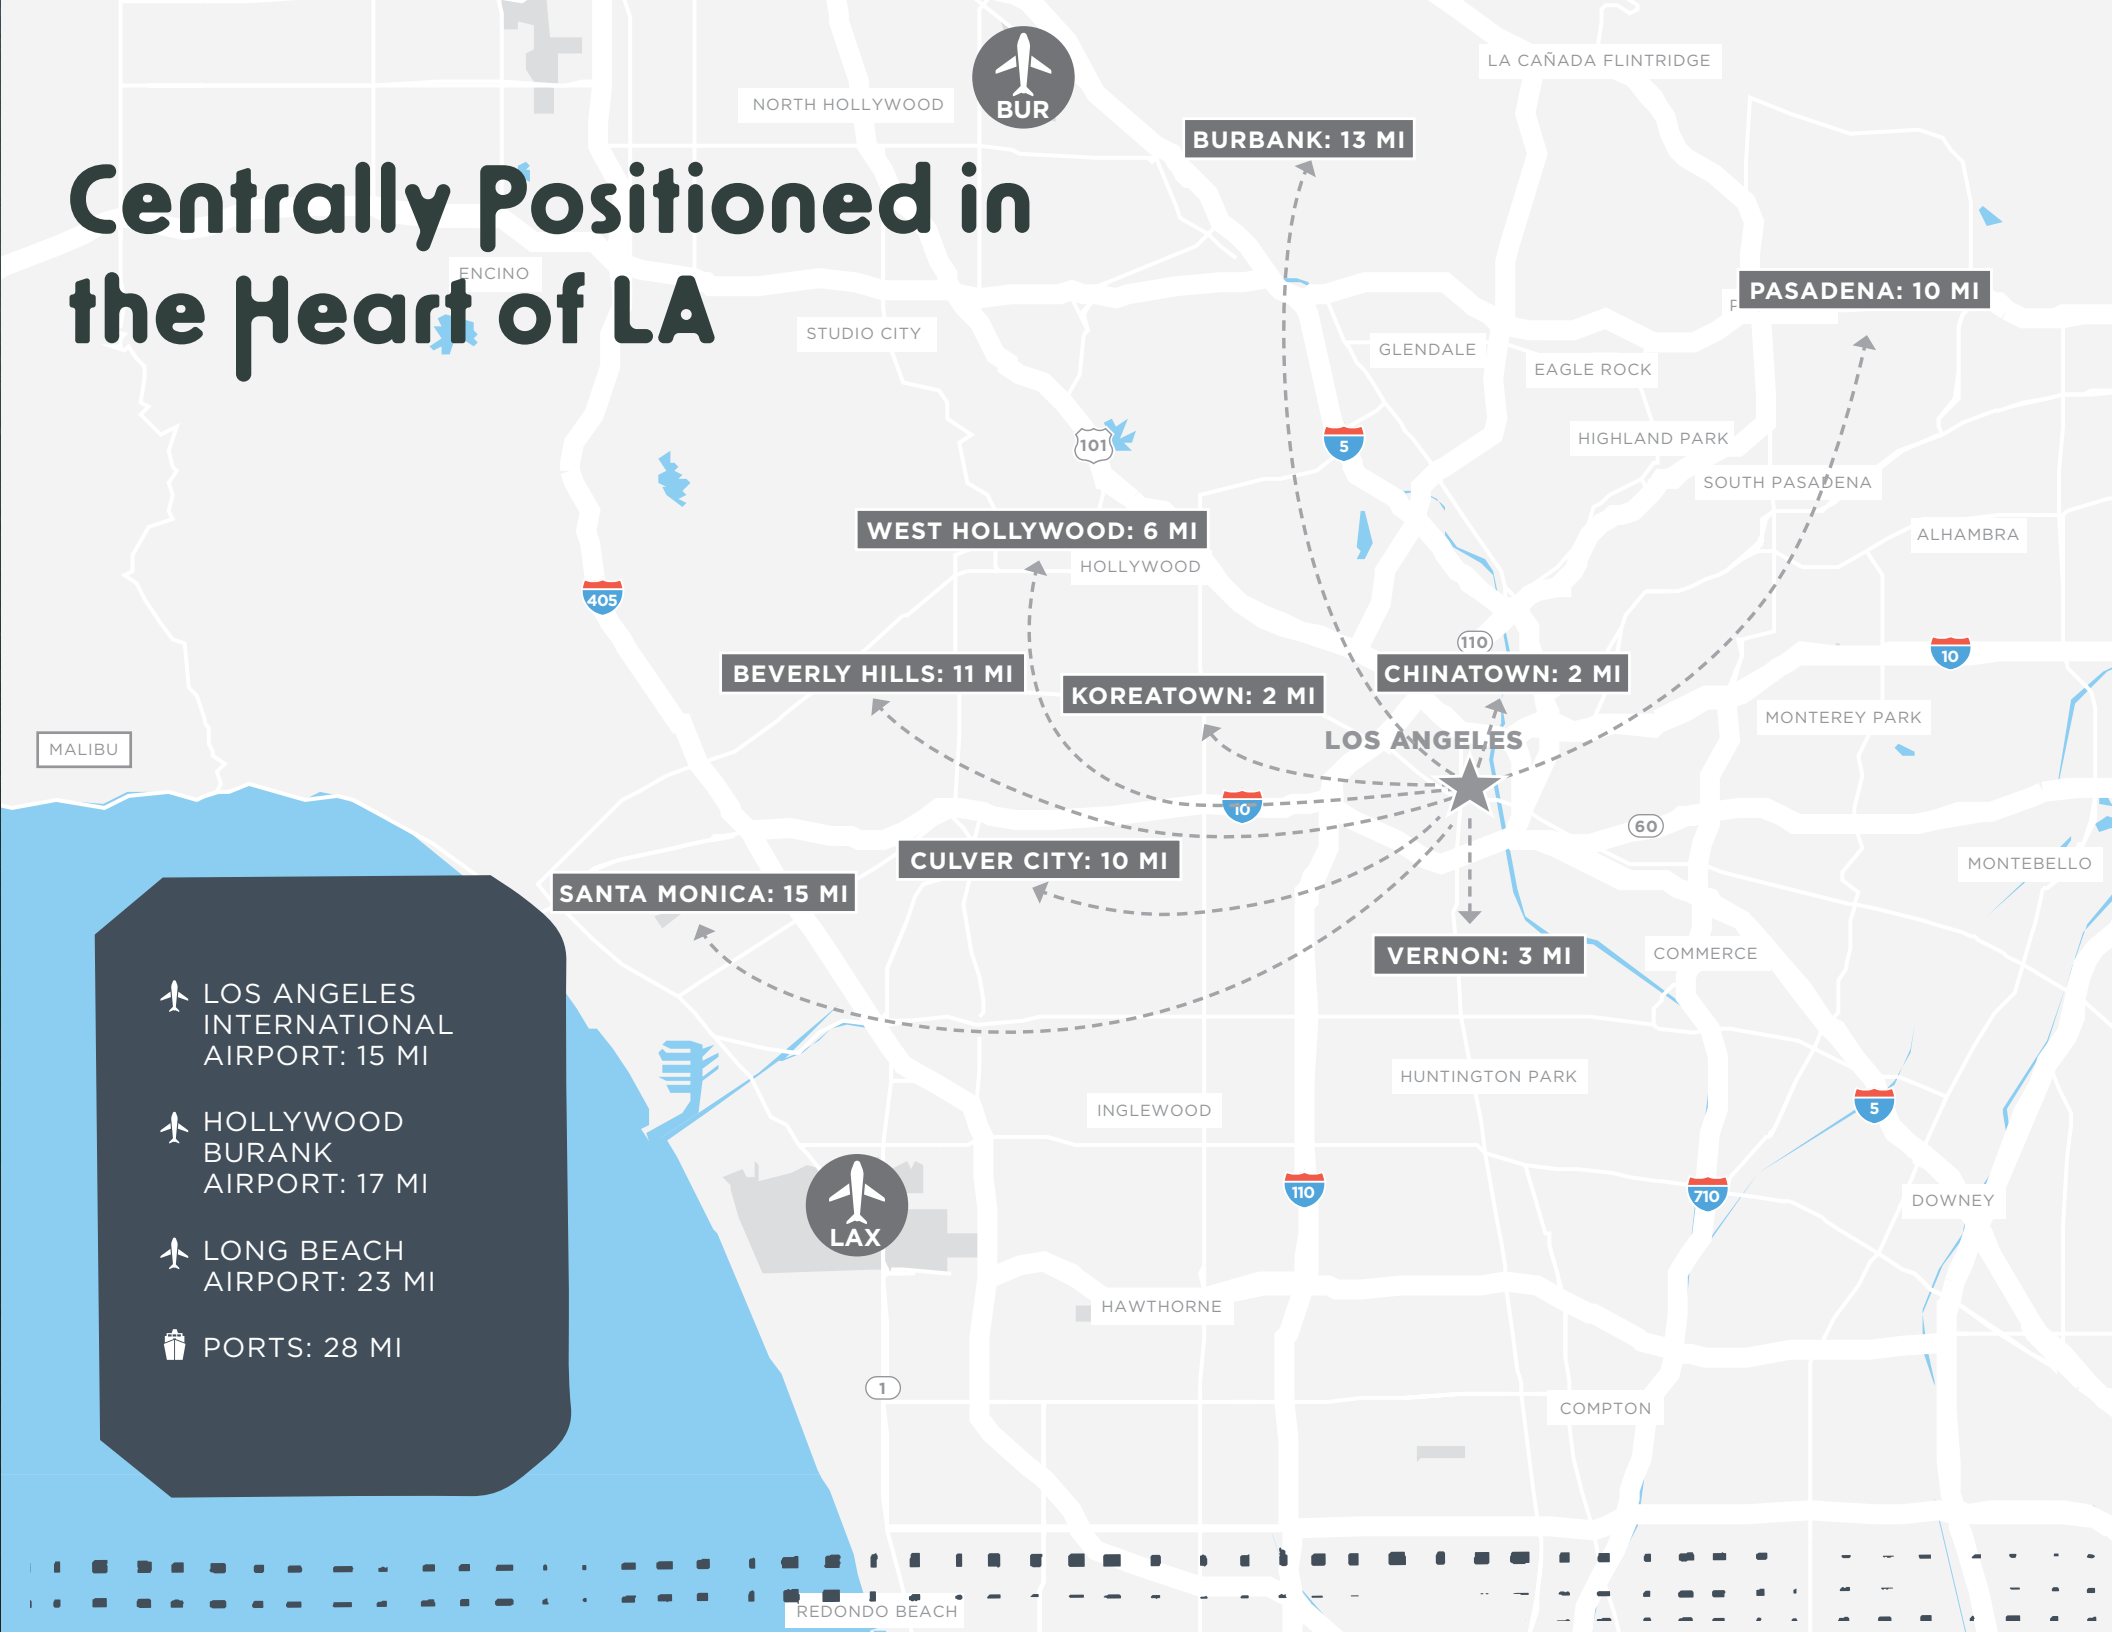 Centrally Positioned in
the Heart of LA
BUR
LA CAÑADA FLINTRIDGE
NORTH HOLLYWOOD
BURBANK: 13 MI
ENCINO
PASADENA: 10 MI
STUDIO CITY
GLENDALE
EAGLE ROCK
101
5
HIGHLAND PARK
SOUTH PASADENA
WEST HOLLYWOOD: 6 MI
ALHAMBRA
HOLLYWOOD
405
110
10
BEVERLY HILLS: 11 MI
CHINATOWN: 2 MI
KOREATOWN: 2 MI
MONTEREY PARK
LOS ANGELES
MALIBU
10
60
CULVER CITY: 10 MI
MONTEBELLO
SANTA MONICA: 15 MI
VERNON: 3 MI
COMMERCE
LOS ANGELES
INTERNATIONAL
AIRPORT: 15 MI
HOLLYWOOD
BURANK
AIRPORT: 17 MI
LONG BEACH
AIRPORT: 23 MI
PORTS: 28 MI
HUNTINGTON PARK
INGLEWOOD
5
110
710
DOWNEY
LAX
HAWTHORNE
1
COMPTON
REDONDO BEACH